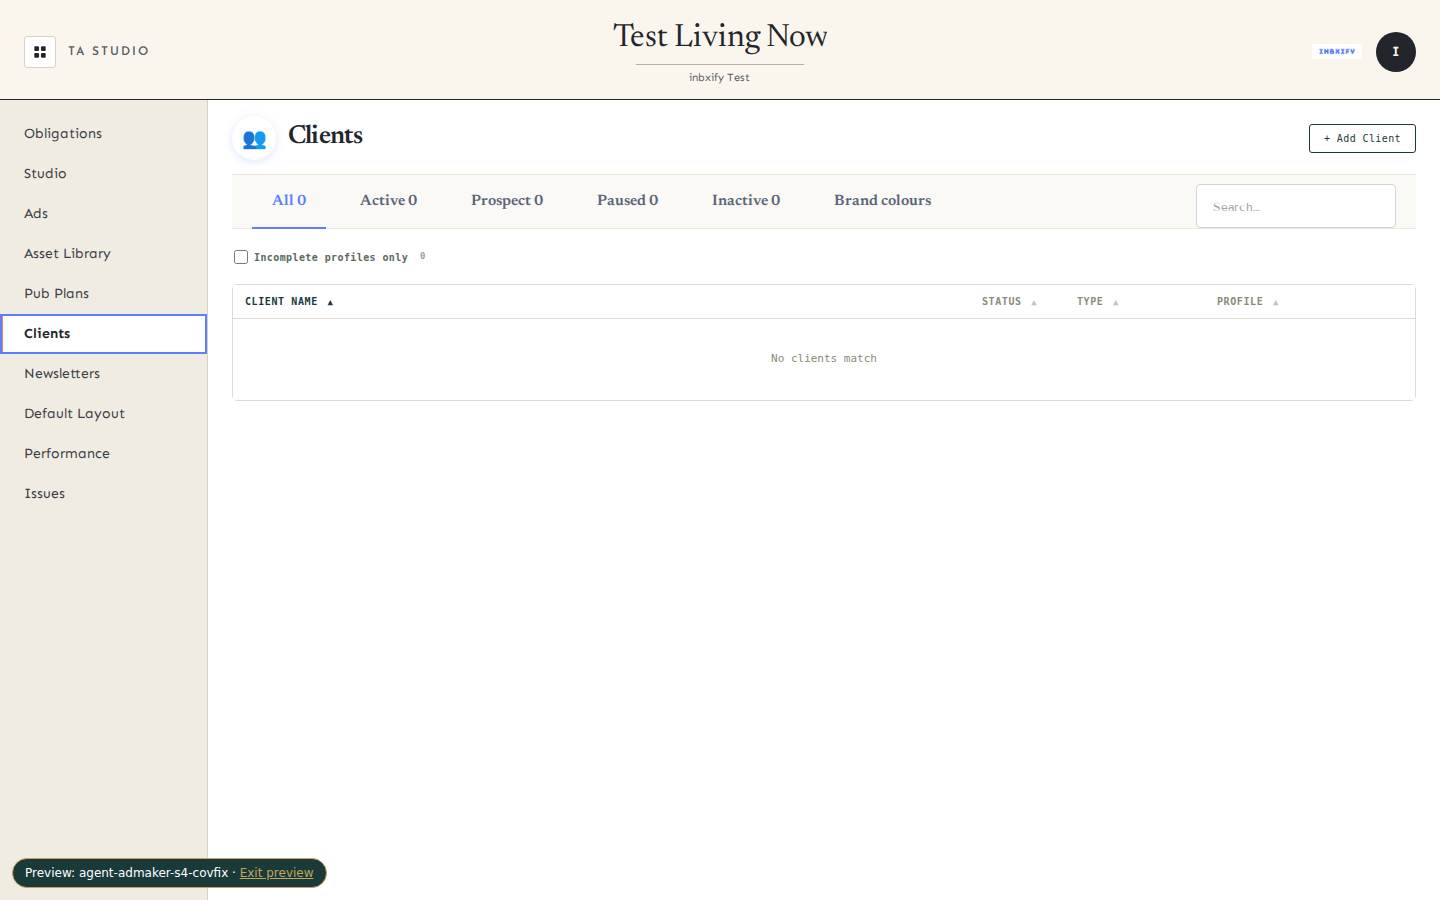 TA STUDIO
Test Living Now
inbxify Test
INBXIFY
I
Obligations
Studio
Ads
Asset Library
Pub Plans
Clients
Newsletters
Default Layout
Performance
Issues
Clients
+ Add Client
All 0
Active 0
Prospect 0
Paused 0
Inactive 0
Brand colours
Search...
Incomplete profiles only 0
CLIENT NAME ▲
STATUS ▲
TYPE ▲
PROFILE ▲
No clients match
Preview: agent-admaker-s4-covfix · Exit preview